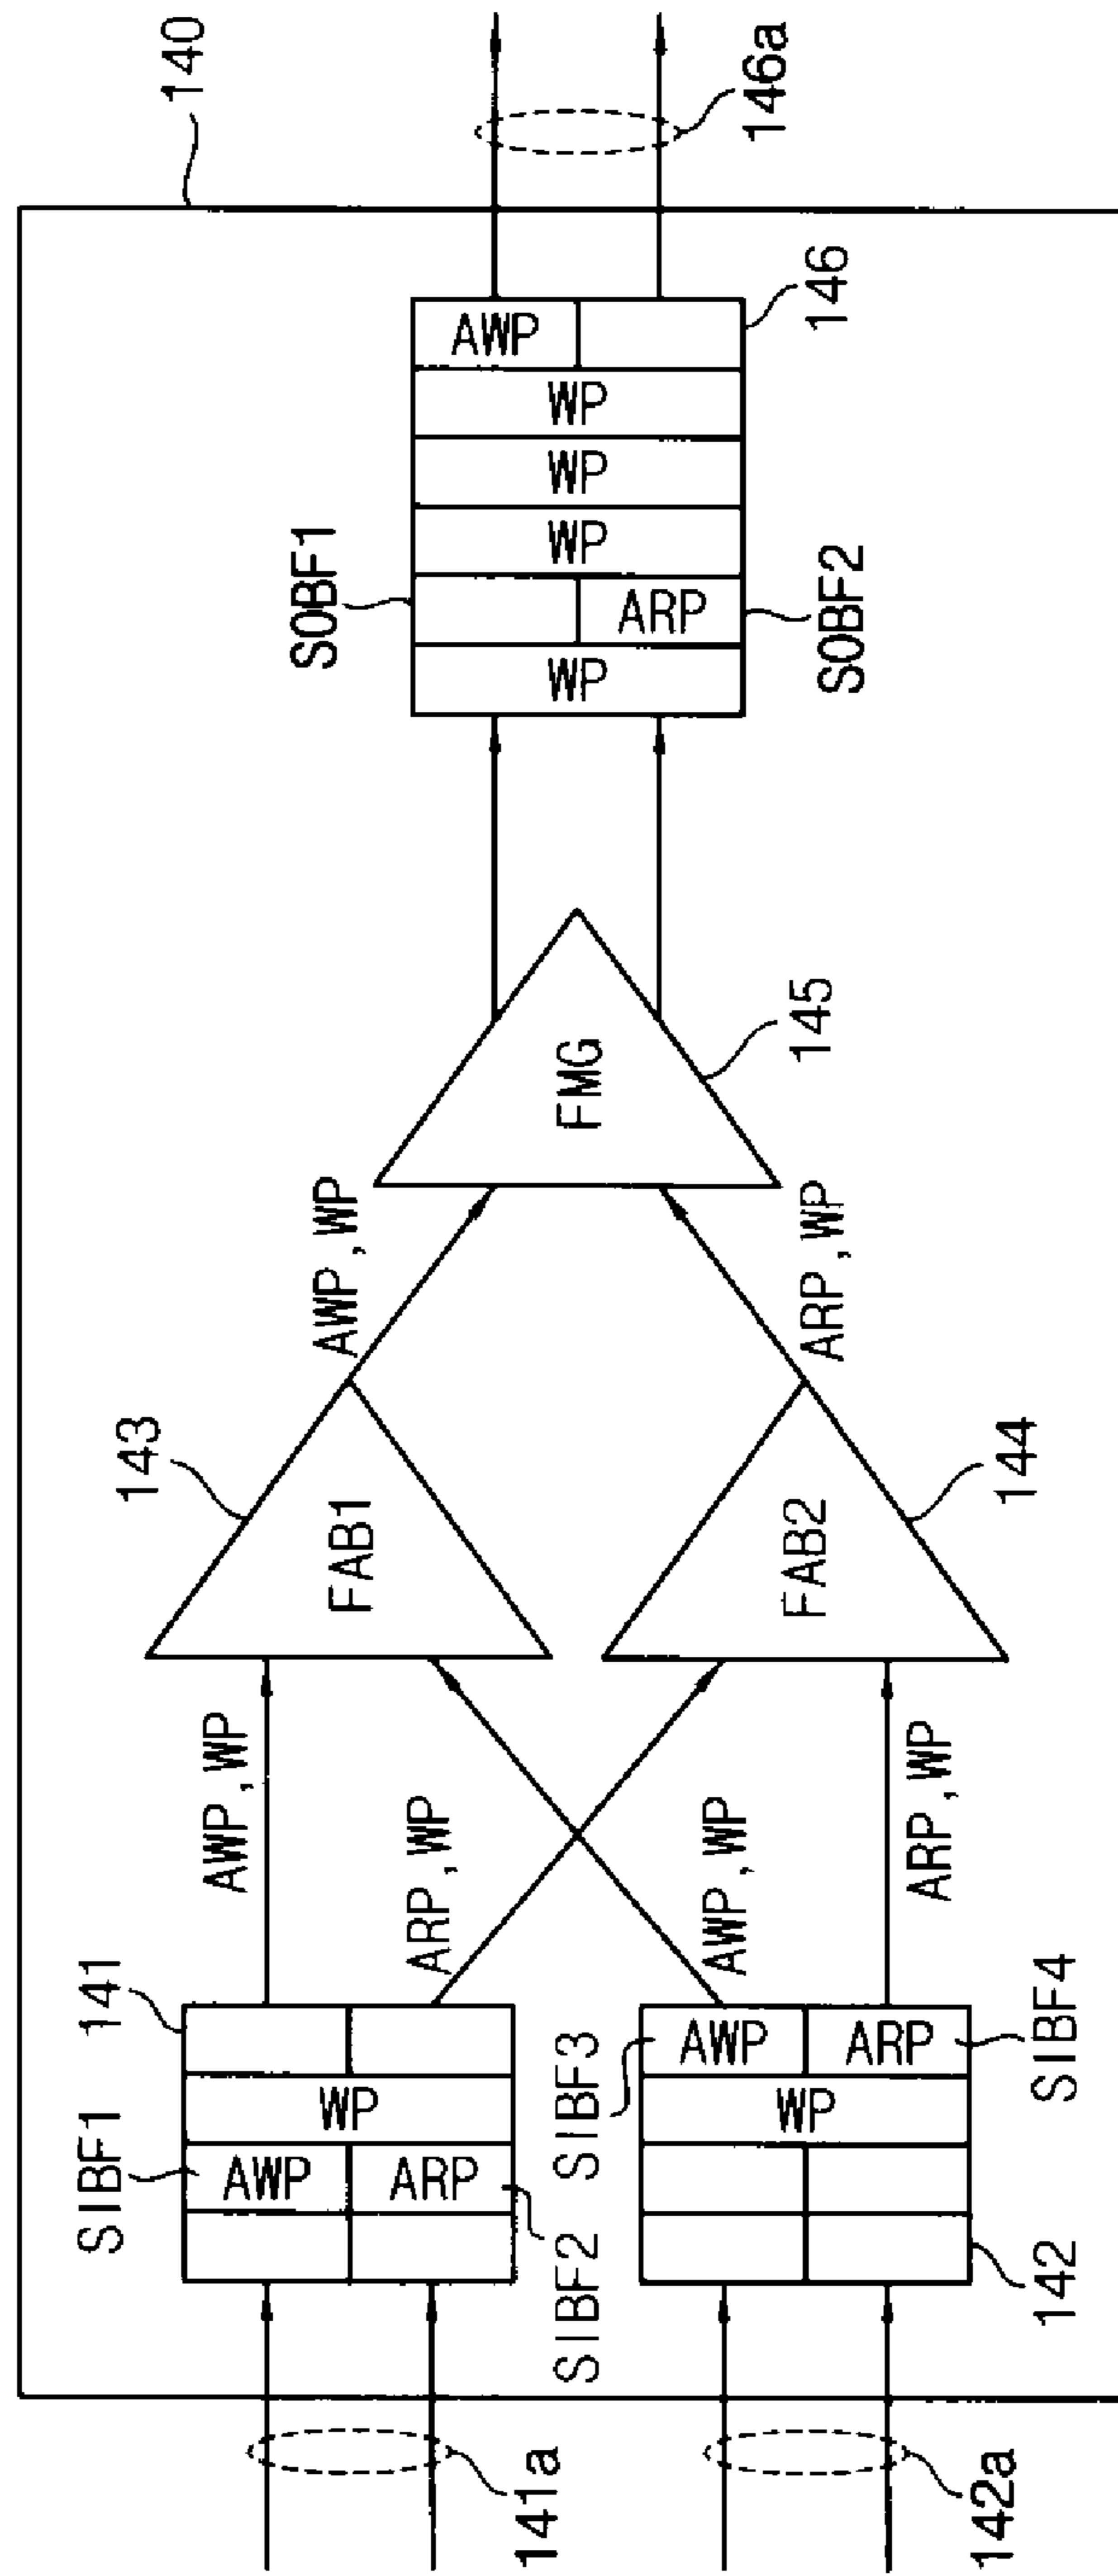 140
SIBF1
141
AWP
WP
ARP
SIBF2
SIBF3
AWP
WP
ARP
SIBF4
142
141a
142a
AWP,WP
ARP,WP
AWP,WP
ARP,WP
143
FAB1
FAB2
144
AWP,WP
ARP,WP
FMG
145
SOBF1
WP
ARP
WP
WP
WP
AWP
SOBF2
146
146a